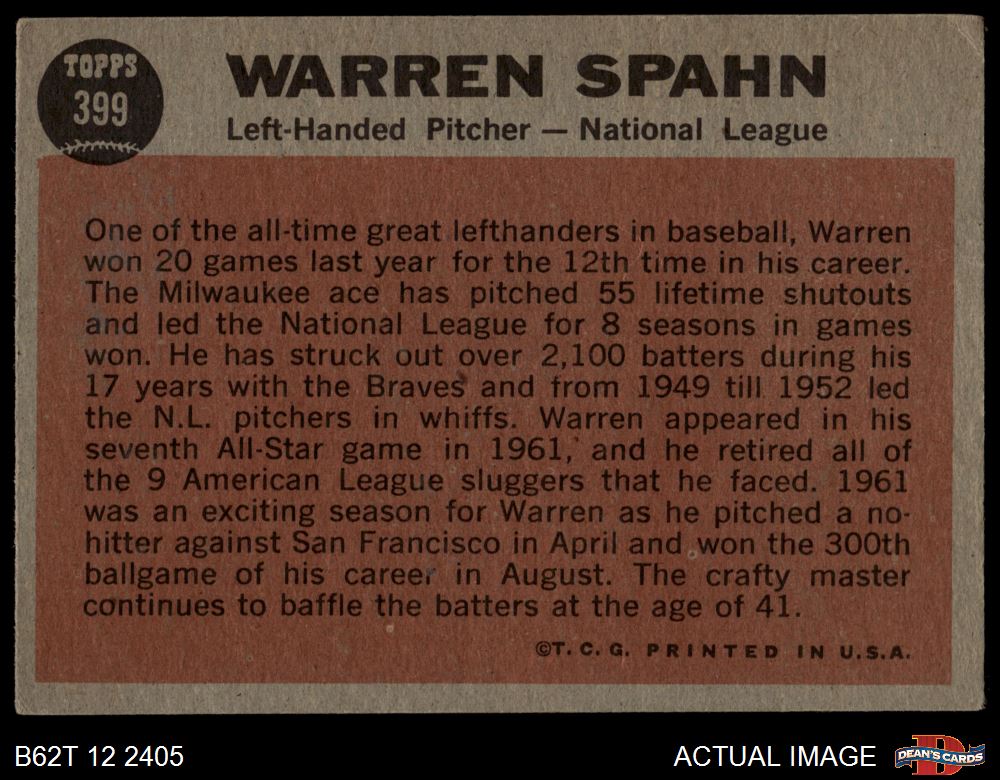 TOPPS
399
WARREN SPAHN
Left-Handed Pitcher — National League
One of the all-time great lefthanders in baseball, Warren
won 20 games last year for the 12th time in his career.
The Milwaukee ace has pitched 55 lifetime shutouts
and led the National League for 8 seasons in games
won. He has struck out over 2,100 batters during his
17 years with the Braves and from 1949 till 1952 led
the N.L. pitchers in whiffs. Warren appeared in his
seventh All-Star game in 1961, and he retired all of
the 9 American League sluggers that he faced. 1961
was an exciting season for Warren as he pitched a no-
hitter against San Francisco in April and won the 300th
ballgame of his career in August. The crafty master
continues to baffle the batters at the age of 41.
©T. C. G. PRINTED IN U.S.A.
B62T 12 2405
ACTUAL IMAGE
DEAN'S CARDS